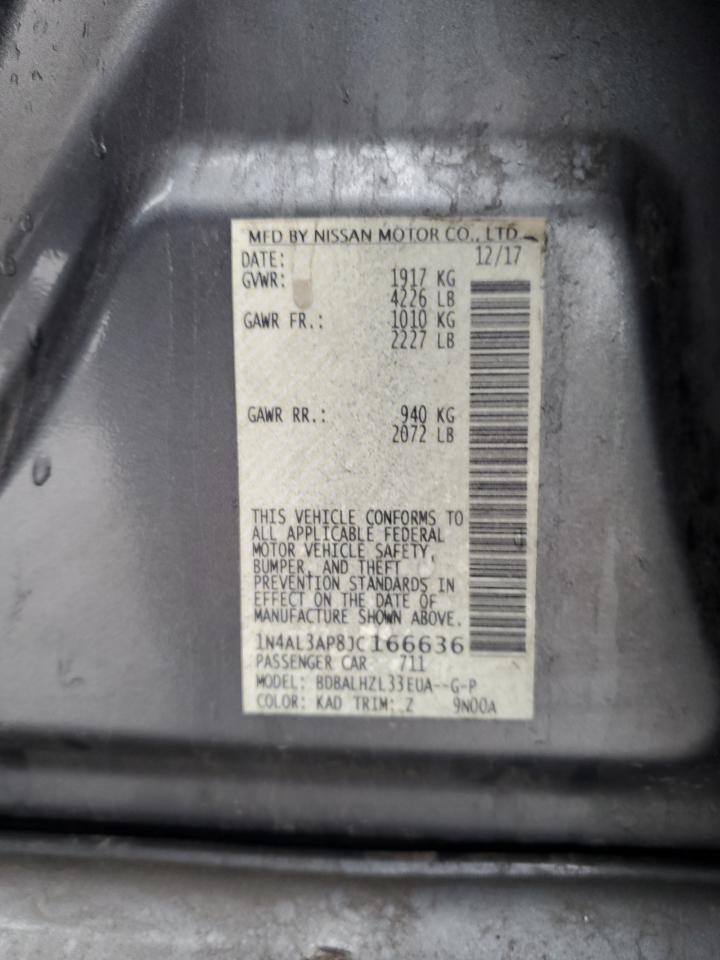 MFD BY NISSAN MOTOR CO., LTD.
DATE: 12/17
GVWR: 1917 KG
4226 LB
GAWR FR.: 1010 KG
2227 LB
GAWR RR.: 940 KG
2072 LB
THIS VEHICLE CONFORMS TO
ALL APPLICABLE FEDERAL
MOTOR VEHICLE SAFETY,
BUMPER, AND THEFT
PREVENTION STANDARDS IN
EFFECT ON THE DATE OF
MANUFACTURE SHOWN ABOVE.
1N4AL3AP8JC166636
PASSENGER CAR 711
MODEL: BDBALHZL33EUA--G-P
COLOR: KAD TRIM: Z 9N00A